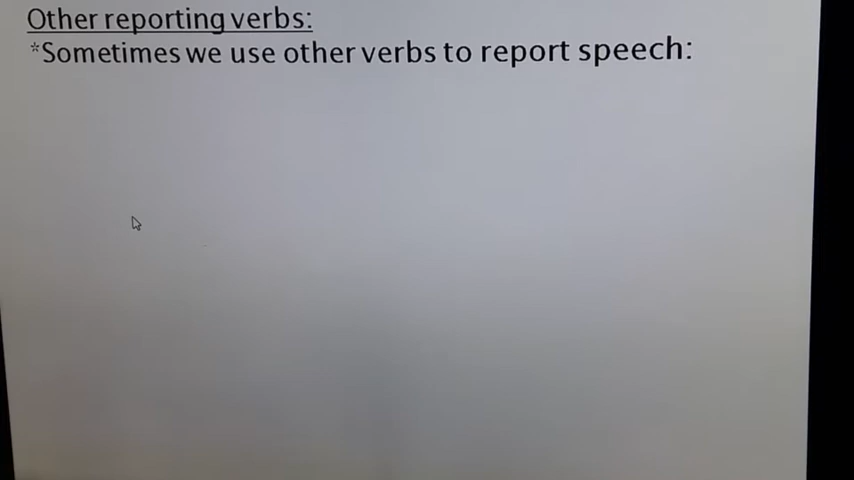 Other reporting verbs:
*Sometimes we use other verbs to report speech: